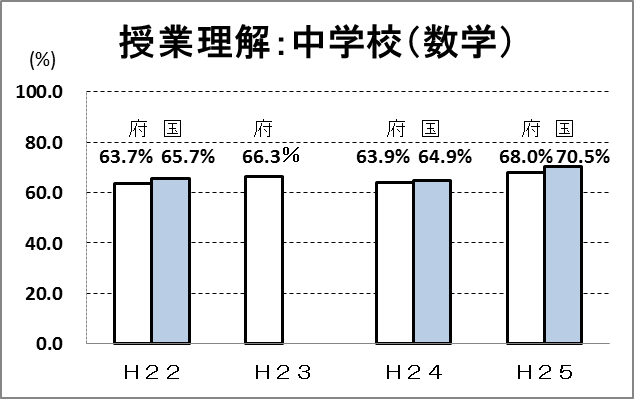 授業理解：中学校（数学）
(%)
100.0
80.0
60.0
40.0
20.0
0.0
府 国 府 府 国 府 国
63.7% 65.7% 66.3％ 63.9% 64.9% 68.0% 70.5%
Ｈ２２ Ｈ２３ Ｈ２４ Ｈ２５